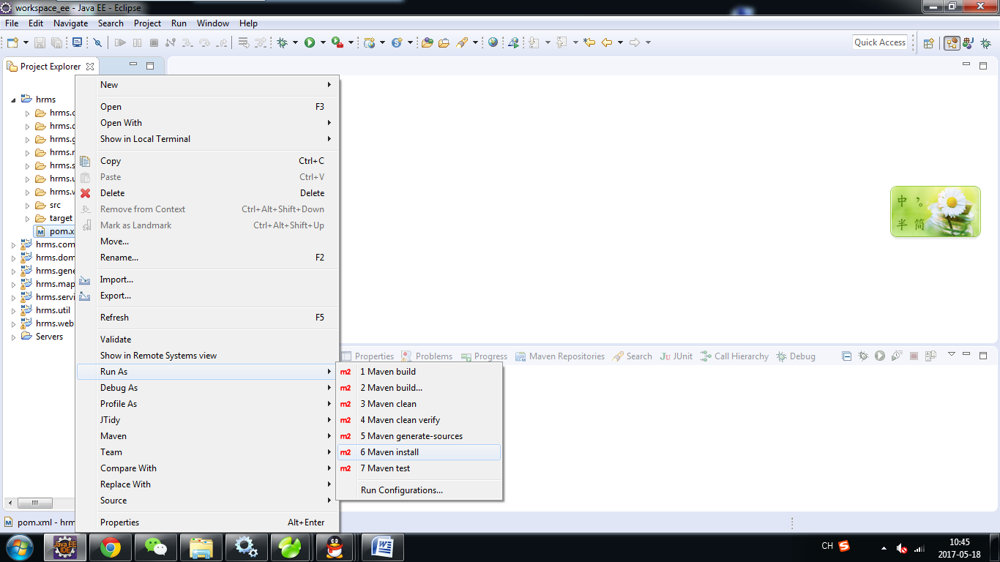 workspace_ee - Java EE - Eclipse
File Edit Navigate Search Project Run Window Help
Quick Access
Project Explorer
hrms
hrms.c
hrms.
hrms.g
hrms.
hrms.s
hrms.u
hrms.
src
target
pom.x
hrms.com
hrms.dom
hrms.gene
hrms.map
hrms.servi
hrms.util
hrms.web
Servers
New
Open F3
Open With
Show in Local Terminal
Copy Ctrl+C
Paste Ctrl+V
Delete Delete
Remove from Context Ctrl+Alt+Shift+Down
Mark as Landmark Ctrl+Alt+Shift+Up
Move...
Rename... F2
Import...
Export...
Refresh F5
Validate
Show in Remote Systems view
Run As
Debug As
Profile As
JTidy
Maven
Team
Compare With
Replace With
Source
Properties Alt+Enter
1 Maven build
2 Maven build...
3 Maven clean
4 Maven clean verify
5 Maven generate-sources
6 Maven install
7 Maven test
Run Configurations...
Properties Problems Progress Maven Repositories Search JUnit Call Hierarchy Debug
中 °,
半 简
pom.xml - hrm
Java EE
IDE
CH
10:45
2017-05-18